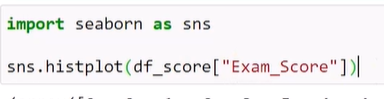 import seaborn as sns
sns.histplot(df_score["Exam_Score"])